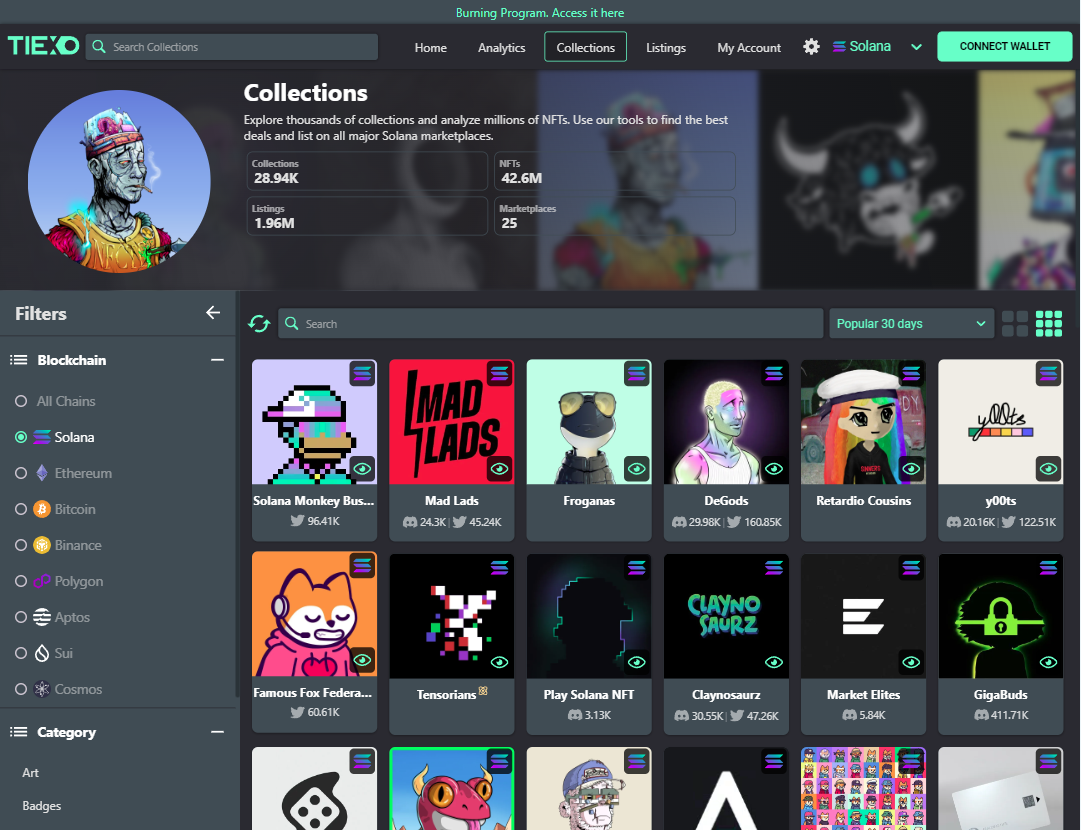 Burning Program. Access it here
TIEXO
Search Collections
Home
Analytics
Collections
Listings
My Account
Solana
CONNECT WALLET
Collections
Explore thousands of collections and analyze millions of NFTs. Use our tools to find the best
deals and list on all major Solana marketplaces.
Collections
28.94K
NFTs
42.6M
Listings
1.96M
Marketplaces
25
Filters
Search
Popular 30 days
Blockchain
All Chains
Solana
Ethereum
Bitcoin
Binance
Polygon
Aptos
Sui
Cosmos
Category
Art
Badges
MAD
LADS
y00ts
Solana Monkey Bus...
96.41K
Mad Lads
24.3K | 45.24K
Froganas
DeGods
29.98K | 160.85K
Retardio Cousins
y00ts
20.16K | 122.51K
CLAYNO
SAURZ
Famous Fox Federa...
60.61K
Tensorians
Play Solana NFT
3.13K
Claynosaurz
30.55K | 47.26K
Market Elites
5.84K
GigaBuds
411.71K